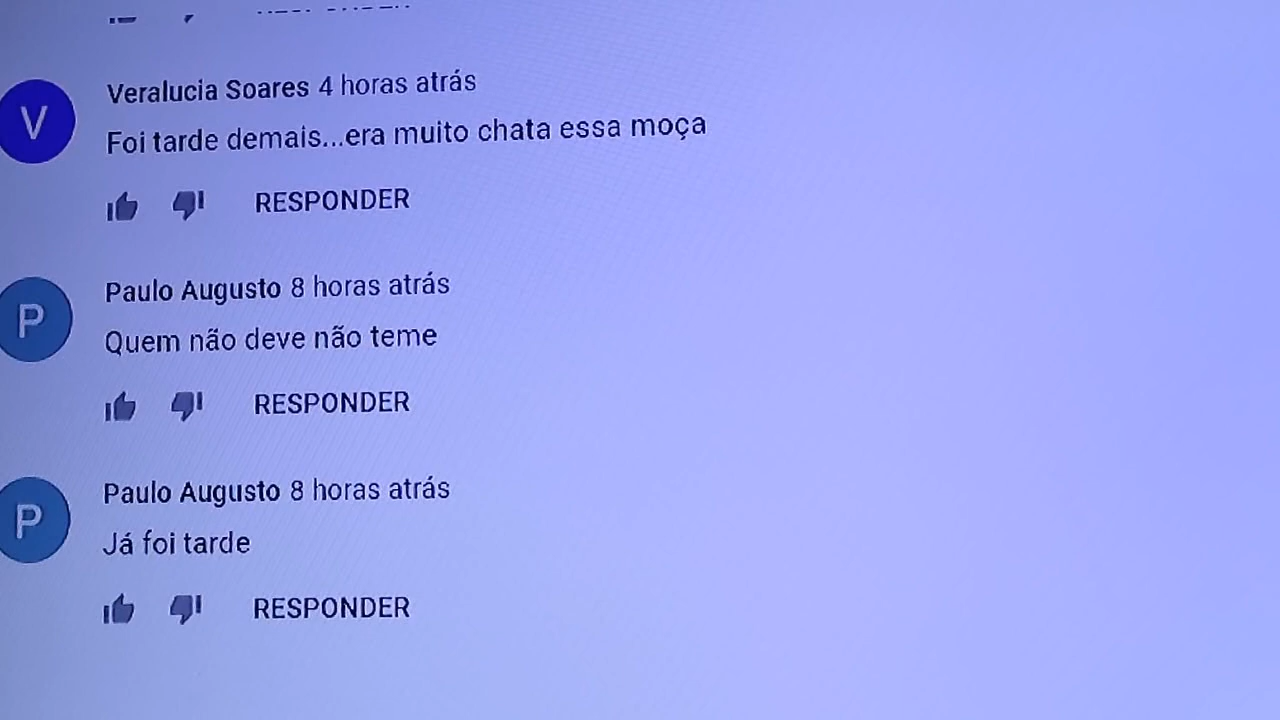 V
Veralucia Soares 4 horas atrás
Foi tarde demais...era muito chata essa moça
RESPONDER
P
Paulo Augusto 8 horas atrás
Quem não deve não teme
RESPONDER
P
Paulo Augusto 8 horas atrás
Já foi tarde
RESPONDER